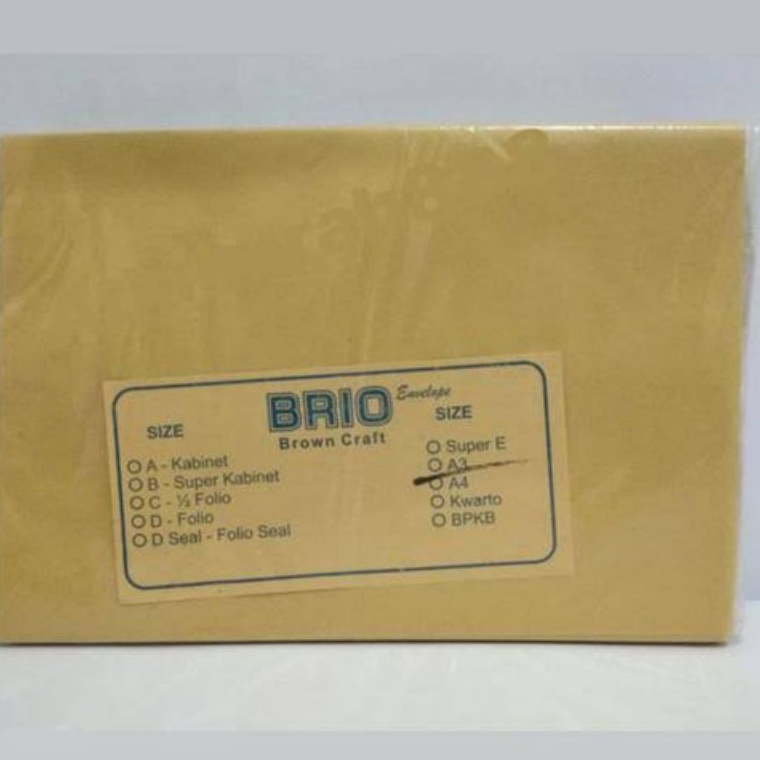 BRIO Envelope
Brown Craft
SIZE
A - Kabinet
B - Super Kabinet
C - ½ Folio
D - Folio
D Seal - Folio Seal
SIZE
Super E
A3
A4
Kwarto
BPKB